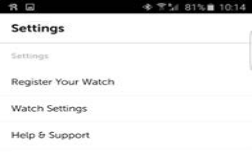 81% 10:14
Settings
Settings
Register Your Watch
Watch Settings
Help & Support